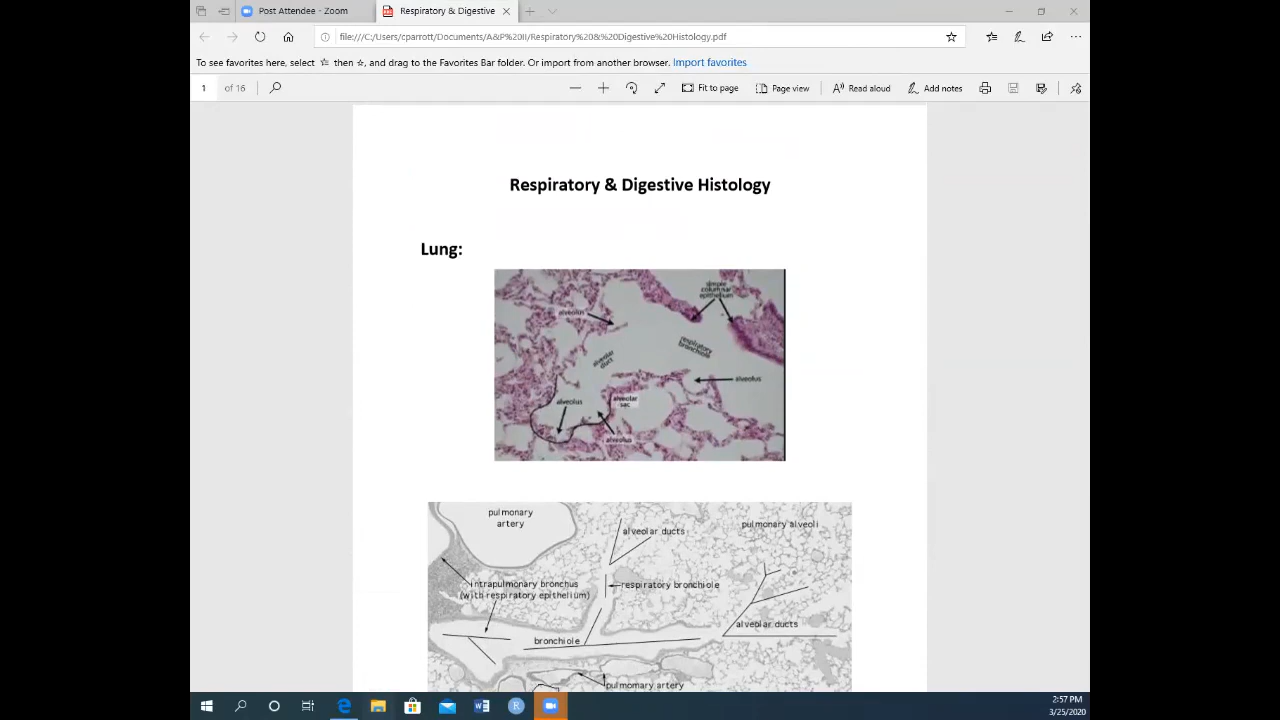 Post Attendee - Zoom
Respiratory & Digestive
file:///C:/Users/cparrott/Documents/A&P%20II/Respiratory%20&%20Digestive%20Histology.pdf
To see favorites here, select ☆ then ☆, and drag to the Favorites Bar folder. Or import from another browser. Import favorites
1 of 16
Fit to page
Page view
Read aloud
Add notes
Respiratory & Digestive Histology
Lung:
simple
columnar
epithelium
alveolus
respiratory
bronchiole
alveolar
duct
alveolus
alveolus
alveolar
sac
alveolus
pulmonary
artery
alveolar ducts
pulmonary alveoli
intrapulmonary bronchus
(with respiratory epithelium)
respiratory bronchiole
alveolar ducts
bronchiole
pulmomary artery
2:57 PM
3/25/2020